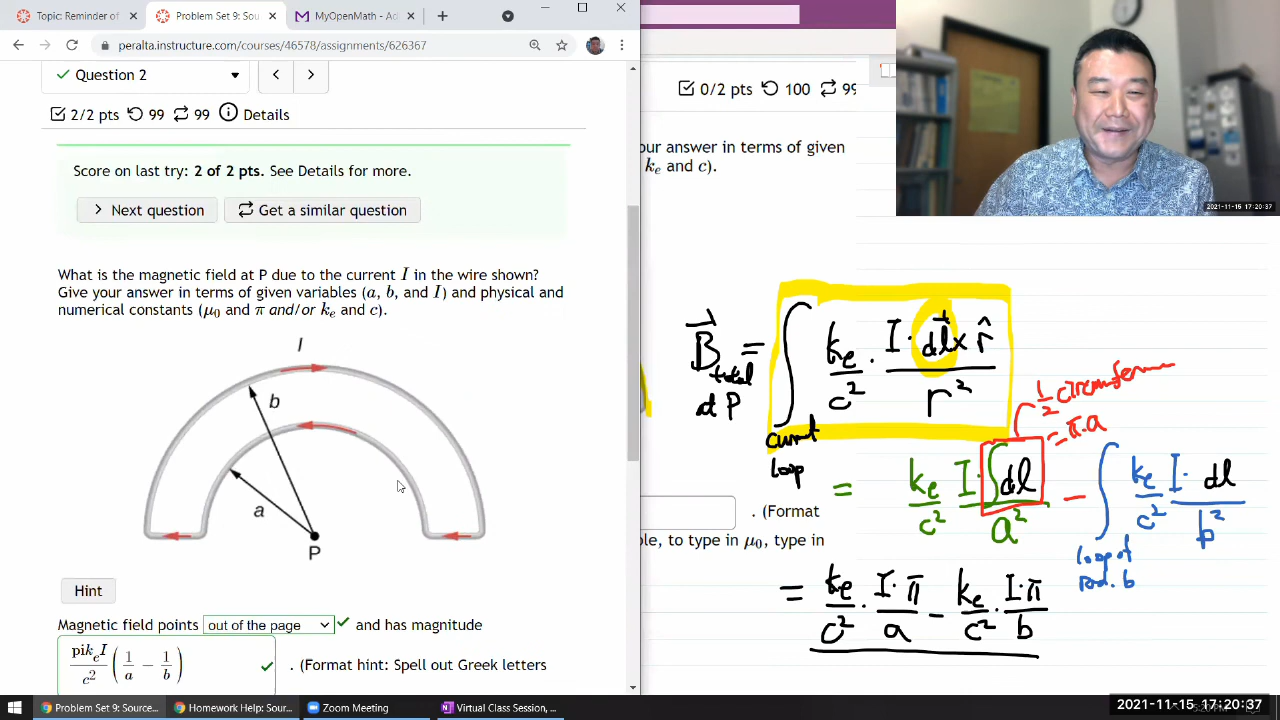 Topic: Reminder c
Problem Set 9: Sou
MyOpenMath - Ad
peralta.instructure.com/courses/46578/assignments/626367
Question 2
2/2 pts 99 99 Details
Score on last try: 2 of 2 pts. See Details for more.
Next question
Get a similar question
What is the magnetic field at P due to the current I in the wire shown?
Give your answer in terms of given variables (a, b, and I) and physical and
numerical constants (μ₀ and π and/or kₑ and c).
I
b
a
P
Hint
Magnetic field points out of the page and has magnitude
pikₑI/c² (1/a − 1/b) . (Format hint: Spell out Greek letters
0/2 pts 100 99
our answer in terms of given
kₑ and c).
. (Format
ble, to type in μ₀, type in
B⃗ total at P = ∫ current loop kₑ/c² · I · dl⃗ × r̂ / r²
½ circumference
= π·a
= kₑ/c² I·∫dl / a² − ∫ loop of rad. b kₑ/c² I· dl / b²
= kₑ/c² · I·π/a − kₑ/c² · I·π/b
2021-11-15 17:20:37
Problem Set 9: Source...
Homework Help: Sour...
Zoom Meeting
Virtual Class Session, ...
2021-11-15 17:20:37